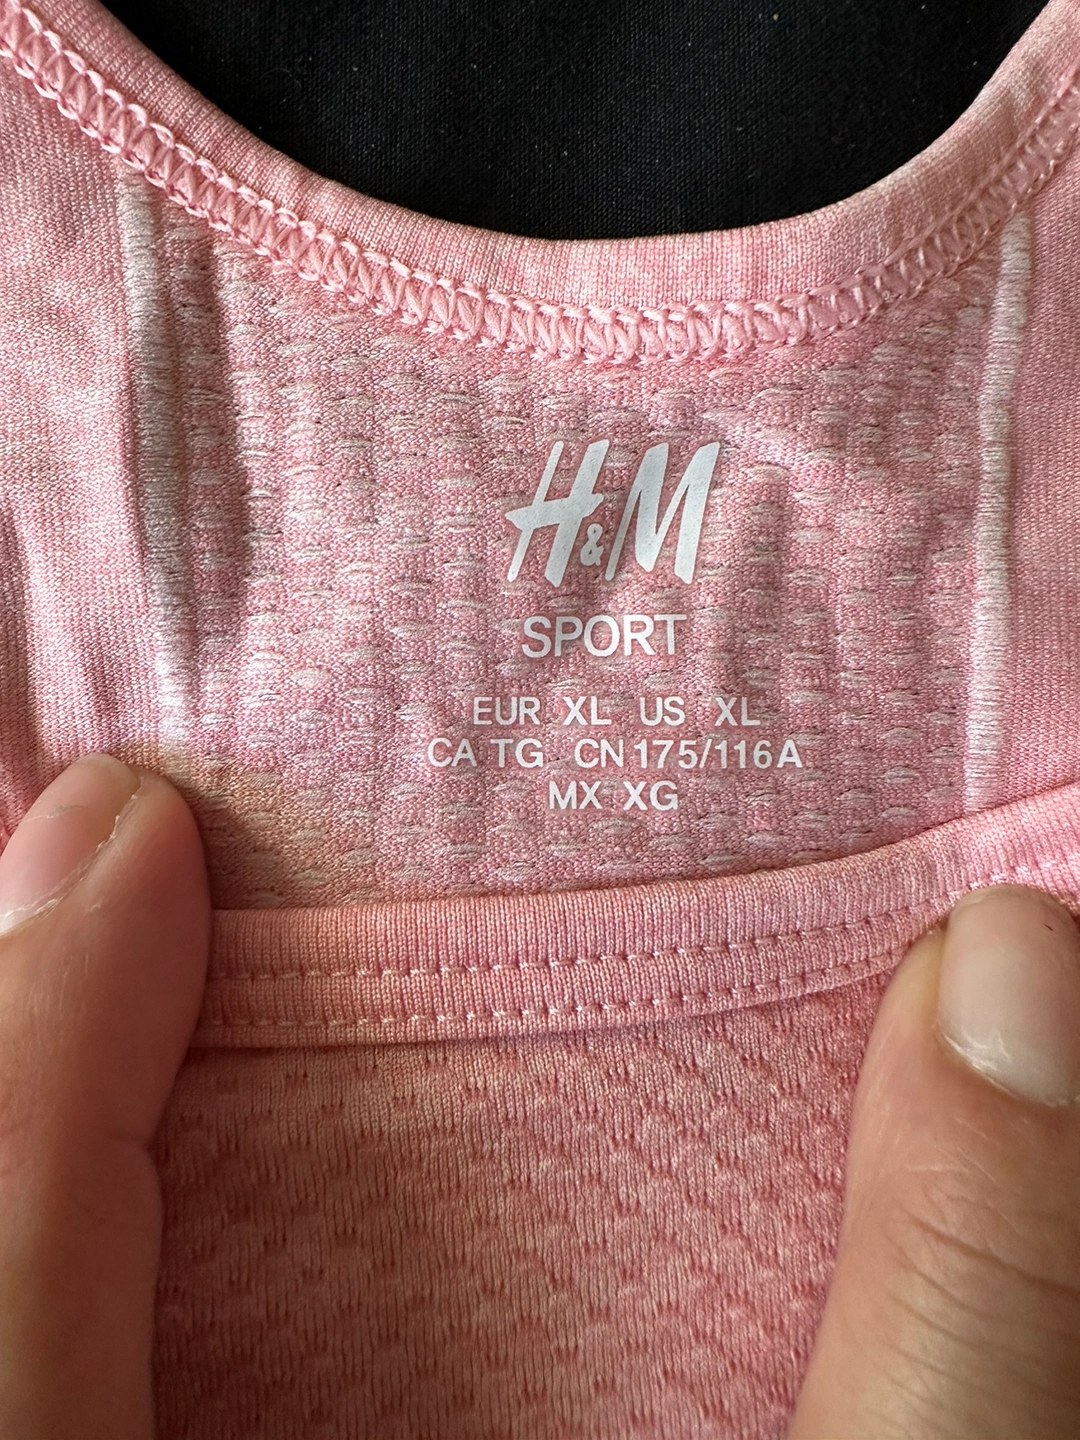 H&M
SPORT
EUR XL US XL
CA TG CN 175/116A
MX XG